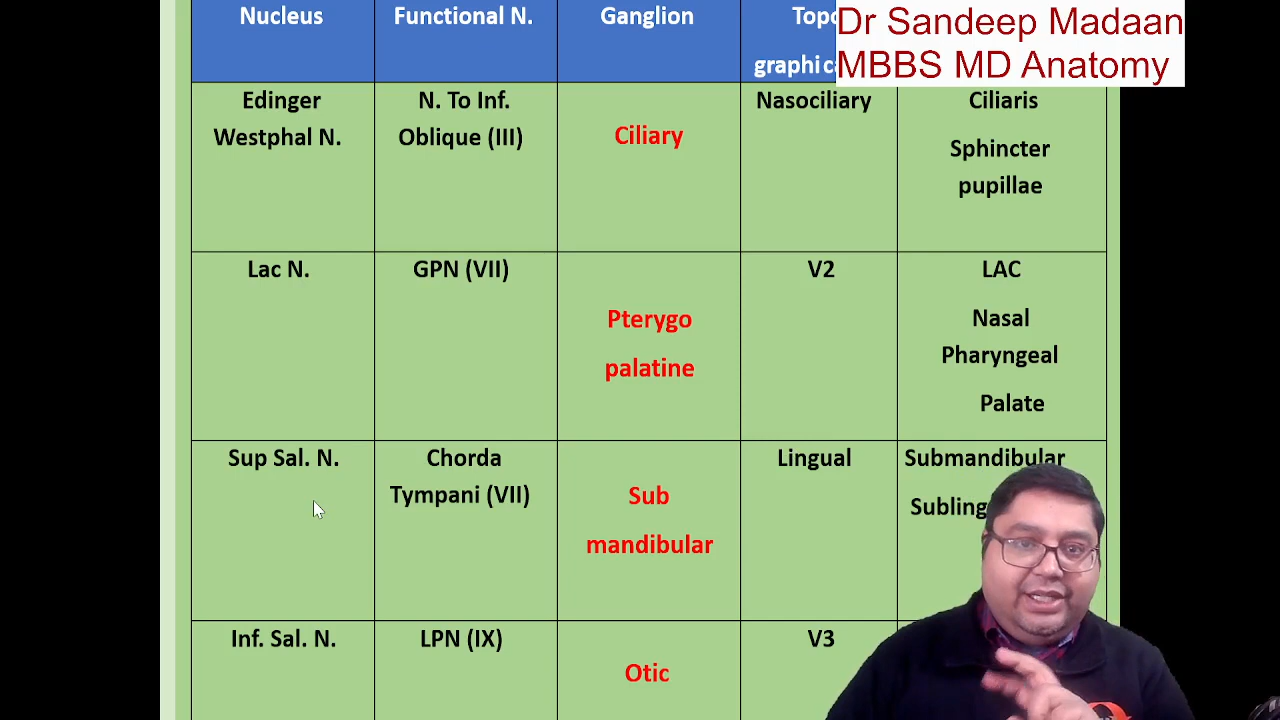 Nucleus
Functional N.
Ganglion
graphi
Dr Sandeep Madaan
MBBS MD Anatomy
Edinger
Westphal N.
N. To Inf.
Oblique (III)
Ciliary
Nasociliary
Ciliaris
Sphincter
pupillae
Lac N.
GPN (VII)
Pterygo
palatine
V2
LAC
Nasal
Pharyngeal
Palate
Sup Sal. N.
Chorda
Tympani (VII)
Sub
mandibular
Lingual
Submandibular
Inf. Sal. N.
LPN (IX)
Otic
V3